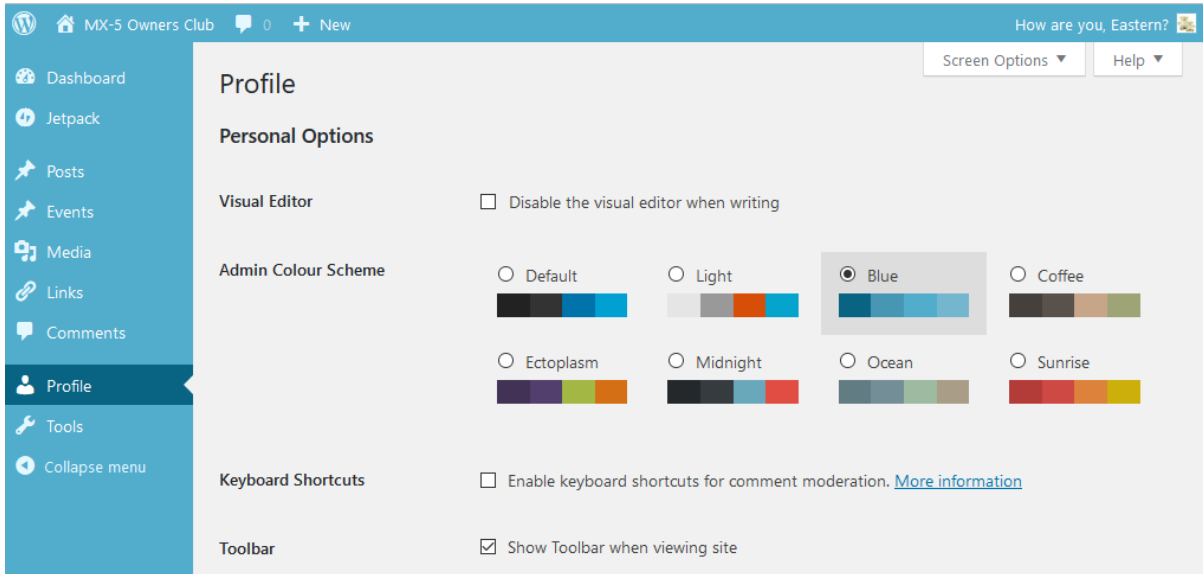 MX-5 Owners Club 0 New How are you, Eastern?
Screen Options Help
Dashboard
Jetpack
Posts
Events
Media
Links
Comments
Profile
Tools
Collapse menu
Profile
Personal Options
Visual Editor Disable the visual editor when writing
Admin Colour Scheme Default Light Blue Coffee
Ectoplasm Midnight Ocean Sunrise
Keyboard Shortcuts Enable keyboard shortcuts for comment moderation. More information
Toolbar Show Toolbar when viewing site